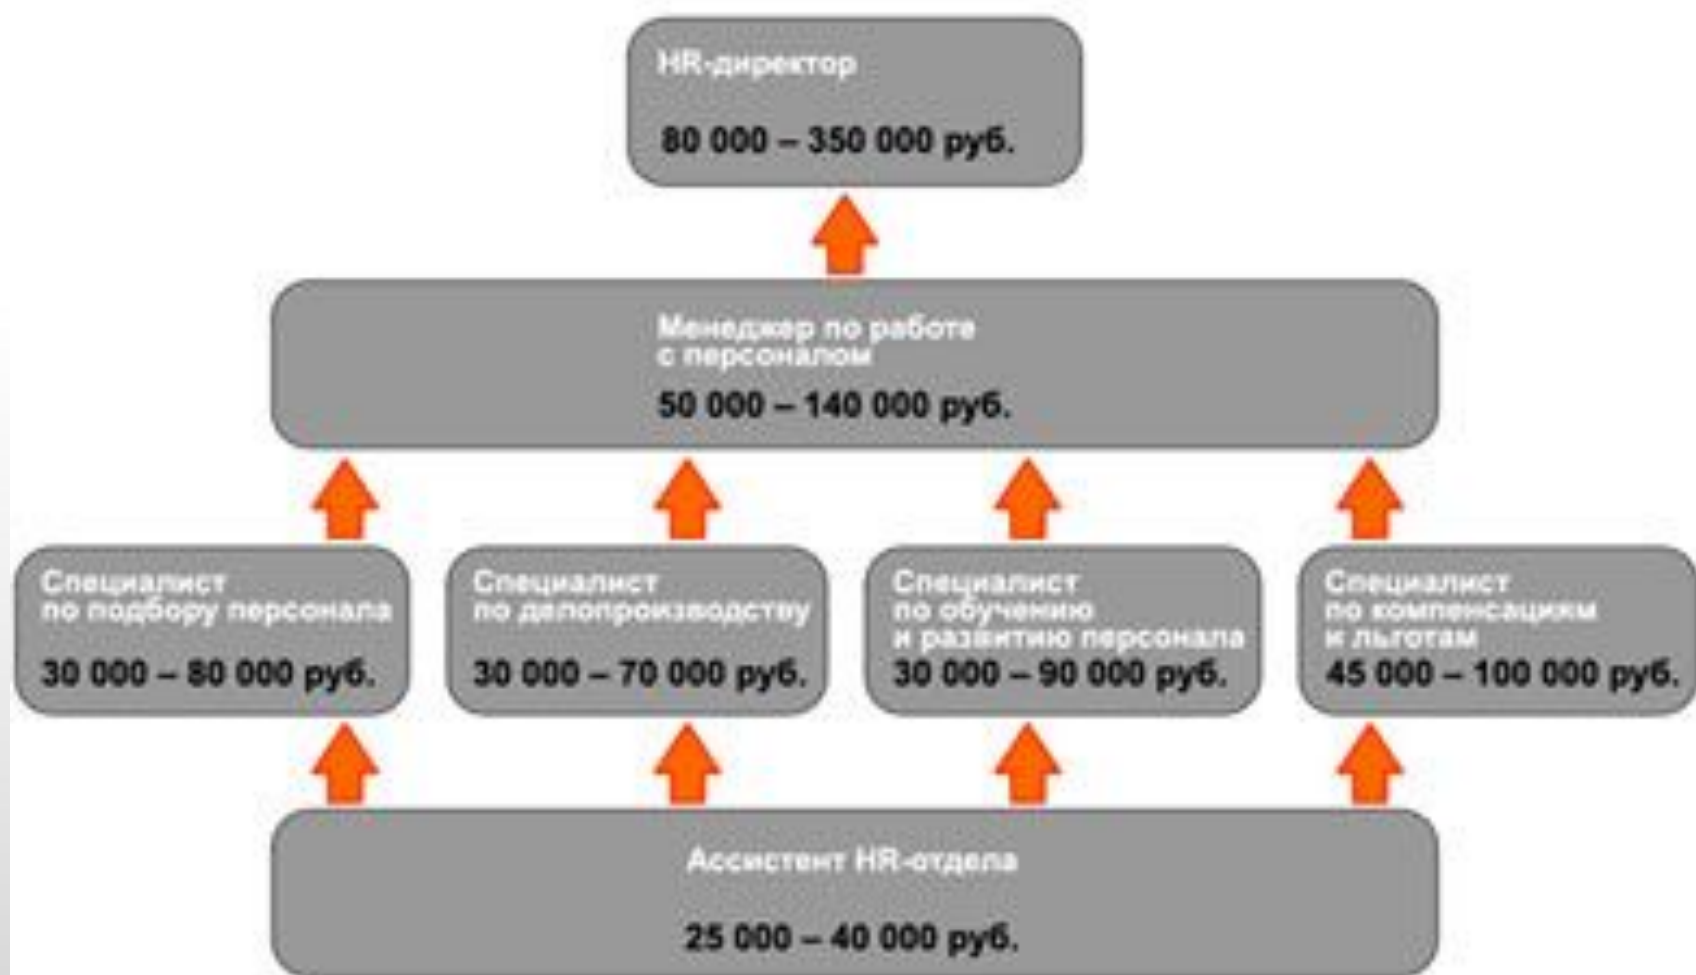 HR-директор
80 000 – 350 000 руб.
Менеджер по работе
с персоналом
50 000 – 140 000 руб.
Специалист
по подбору персонала
30 000 – 80 000 руб.
Специалист
по делопроизводству
30 000 – 70 000 руб.
Специалист
по обучению
и развитию персонала
30 000 – 90 000 руб.
Специалист
по компенсациям
и льготам
45 000 – 100 000 руб.
Ассистент HR-отдела
25 000 – 40 000 руб.